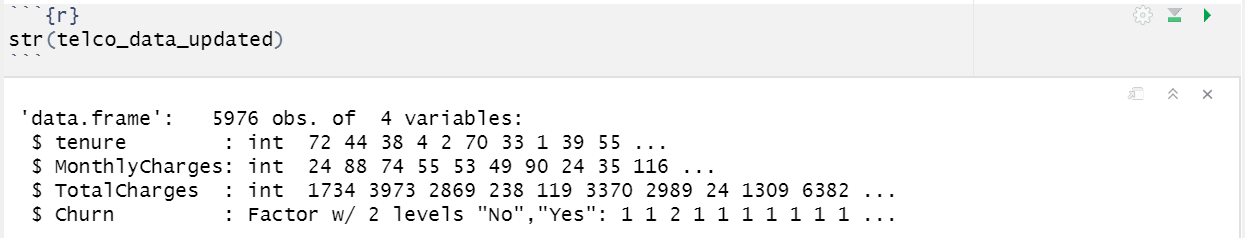 ```{r}
str(telco_data_updated)
```
'data.frame':   5976 obs. of  4 variables:
 $ tenure        : int  72 44 38 4 2 70 33 1 39 55 ...
 $ MonthlyCharges: int  24 88 74 55 53 49 90 24 35 116 ...
 $ TotalCharges  : int  1734 3973 2869 238 119 3370 2989 24 1309 6382 ...
 $ Churn         : Factor w/ 2 levels "No","Yes": 1 1 2 1 1 1 1 1 1 1 ...